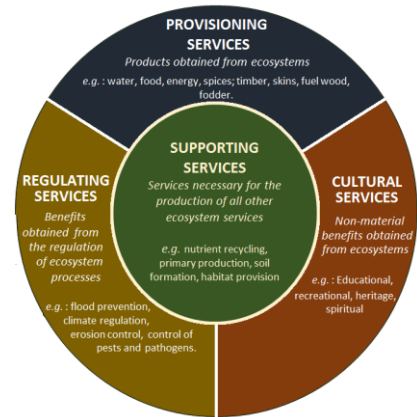 PROVISIONING
SERVICES
Products obtained from ecosystems
e.g. : water, food, energy, spices; timber, skins, fuel wood,
fodder.
SUPPORTING
SERVICES
Services necessary for the
production of all other
ecosystem services
e.g. nutrient recycling,
primary production, soil
formation, habitat provision
REGULATING
SERVICES
Benefits
obtained from
the regulation
of ecosystem
processes
e.g. : flood prevention,
climate regulation,
erosion control, control of
pests and pathogens.
CULTURAL
SERVICES
Non-material
benefits obtained
from ecosystems
e.g. : Educational,
recreational, heritage,
spiritual